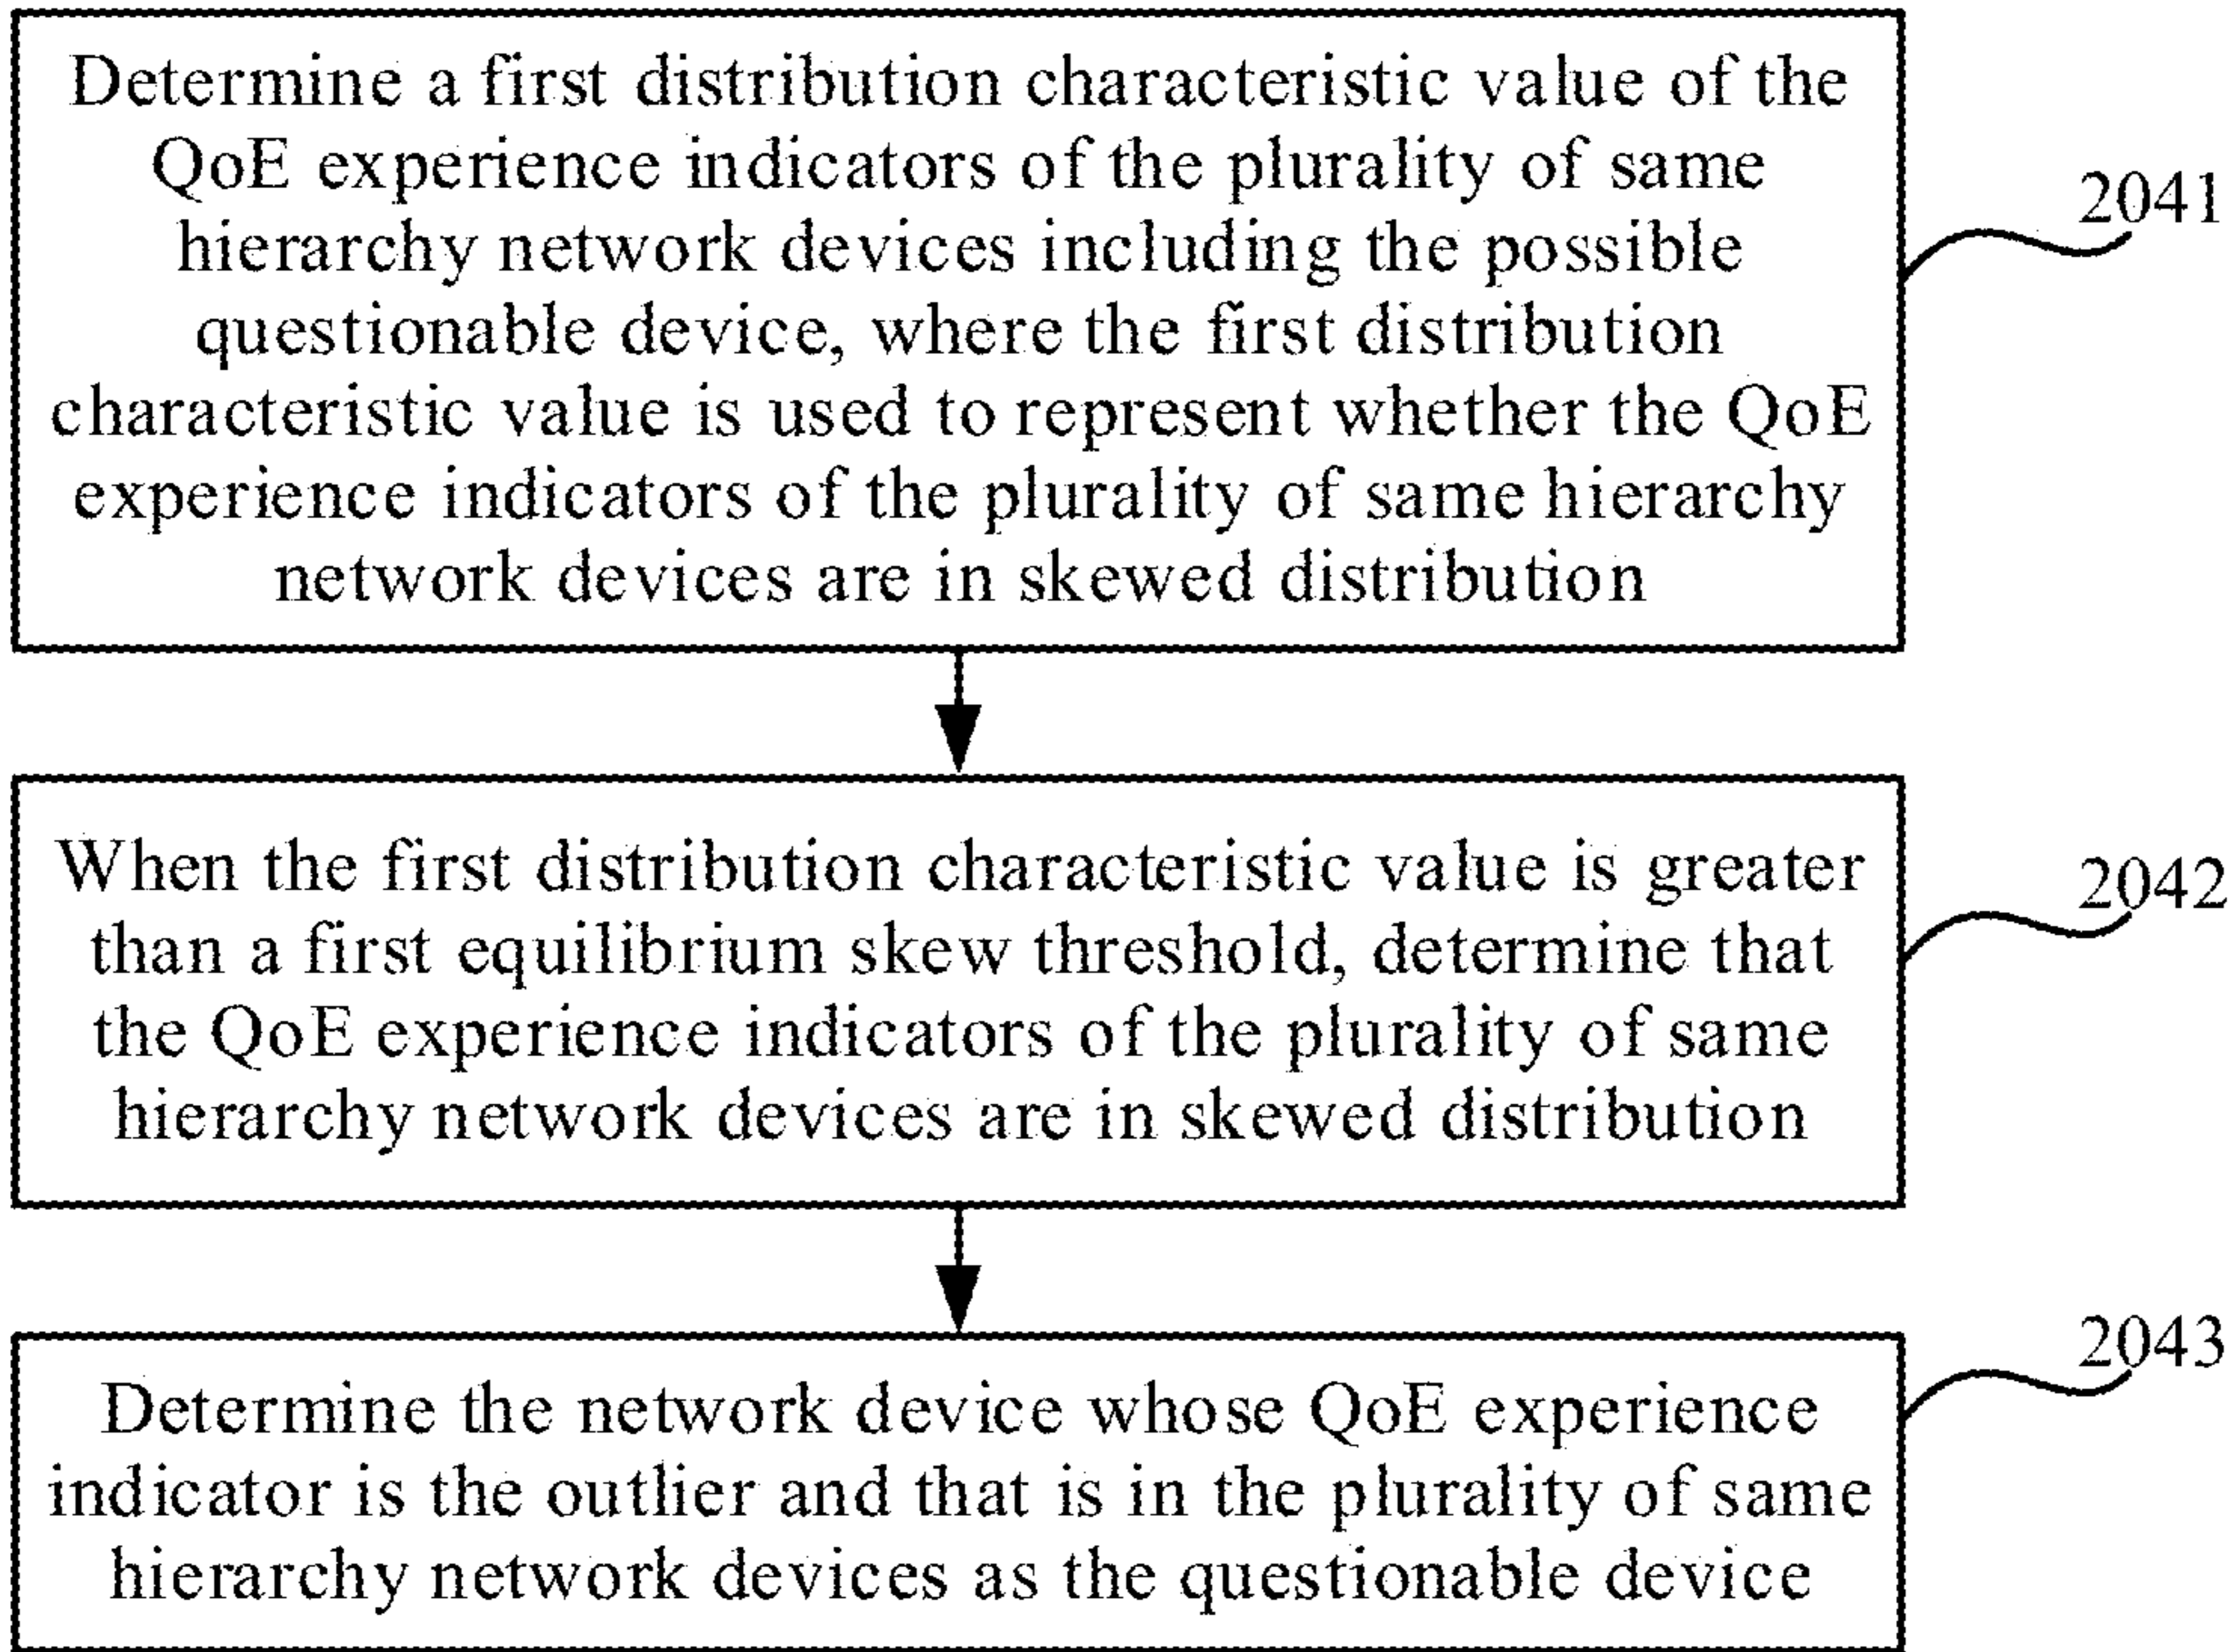 Determine a first distribution characteristic value of the
QoE experience indicators of the plurality of same
hierarchy network devices including the possible
questionable device, where the first distribution
characteristic value is used to represent whether the QoE
experience indicators of the plurality of same hierarchy
network devices are in skewed distribution
2041
When the first distribution characteristic value is greater
than a first equilibrium skew threshold, determine that
the QoE experience indicators of the plurality of same
hierarchy network devices are in skewed distribution
2042
Determine the network device whose QoE experience
indicator is the outlier and that is in the plurality of same
hierarchy network devices as the questionable device
2043